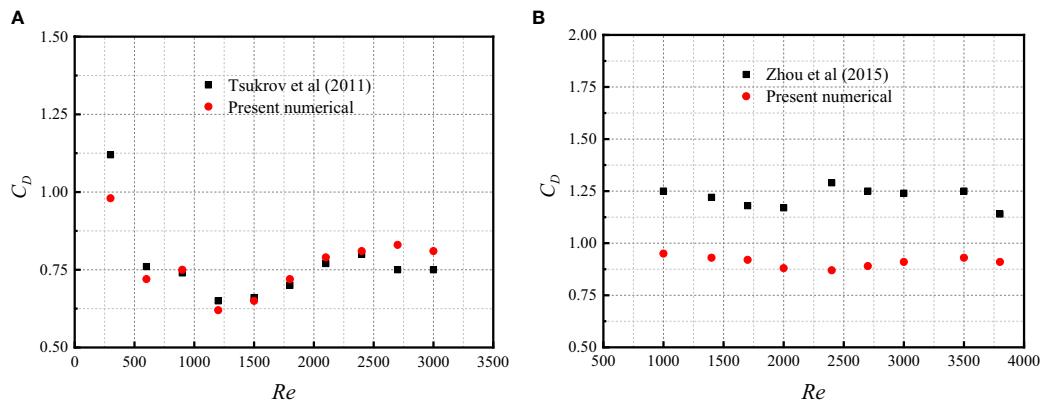 A
1.50
1.25
1.00
0.75
0.50
C_D
Tsukrov et al (2011)
Present numerical
0 500 1000 1500 2000 2500 3000 3500
Re
B
2.00
1.75
1.50
1.25
1.00
0.75
0.50
C_D
Zhou et al (2015)
Present numerical
500 1000 1500 2000 2500 3000 3500 4000
Re